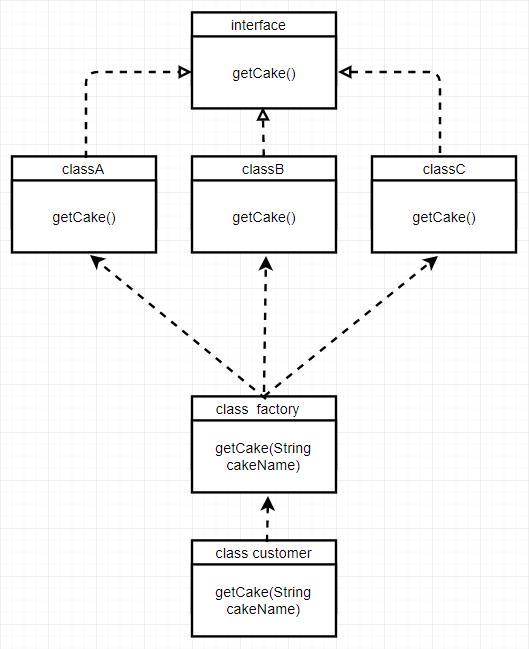 interface
getCake()
classA
classB
classC
getCake()
getCake()
getCake()
class  factory
getCake(String
cakeName)
class customer
getCake(String
cakeName)